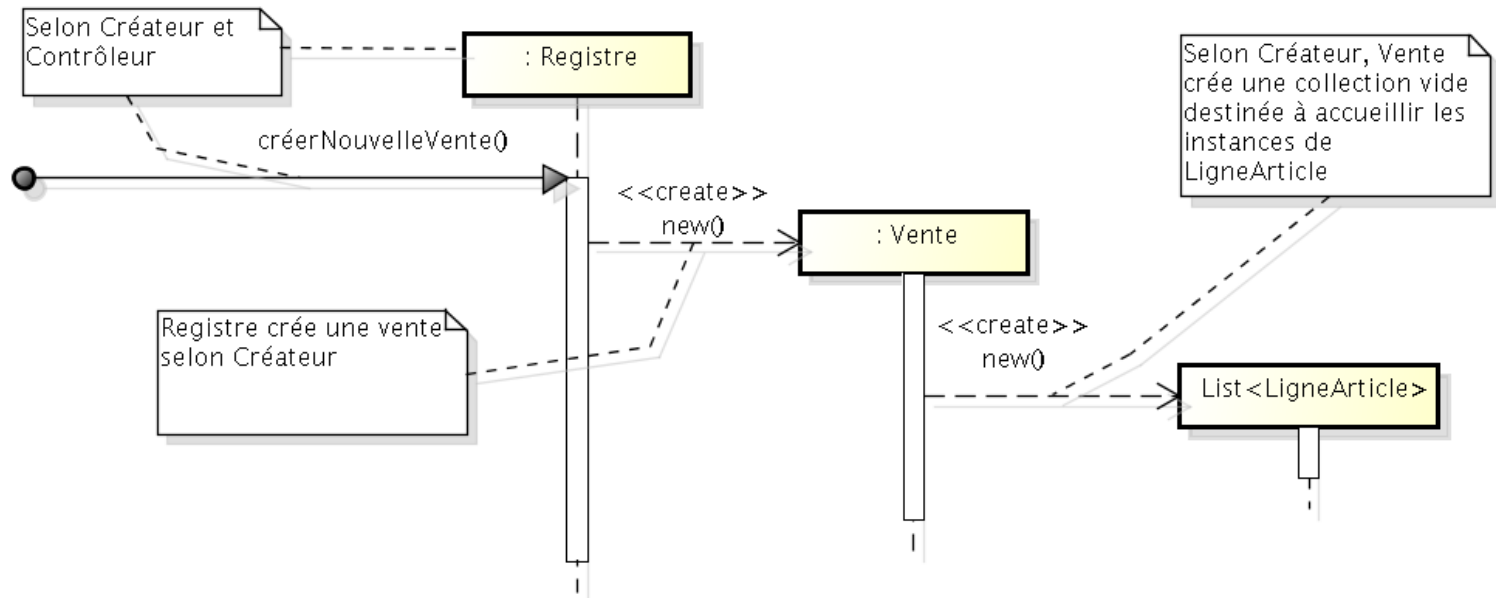 Selon Créateur et
Contrôleur
: Registre
créerNouvelleVente()
Selon Créateur, Vente
crée une collection vide
destinée à accueillir les
instances de
LigneArticle
<<create>>
new()
: Vente
Registre crée une vente
selon Créateur
<<create>>
new()
List<LigneArticle>